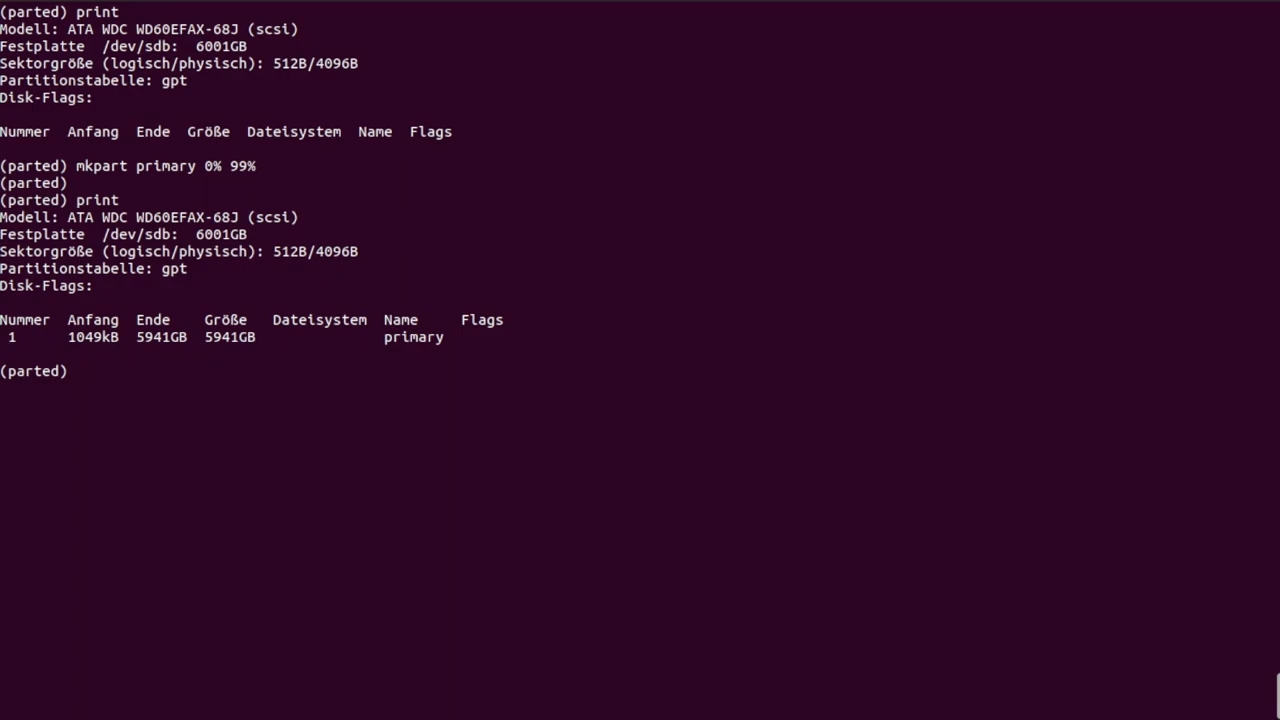 (parted) print
Modell: ATA WDC WD60EFAX-68J (scsi)
Festplatte  /dev/sdb:  6001GB
Sektorgröße (logisch/physisch): 512B/4096B
Partitionstabelle: gpt
Disk-Flags:
Nummer  Anfang  Ende  Größe  Dateisystem  Name  Flags
(parted) mkpart primary 0% 99%
(parted)
(parted) print
Modell: ATA WDC WD60EFAX-68J (scsi)
Festplatte  /dev/sdb:  6001GB
Sektorgröße (logisch/physisch): 512B/4096B
Partitionstabelle: gpt
Disk-Flags:
Nummer  Anfang  Ende    Größe   Dateisystem  Name     Flags
 1      1049kB  5941GB  5941GB               primary
(parted)